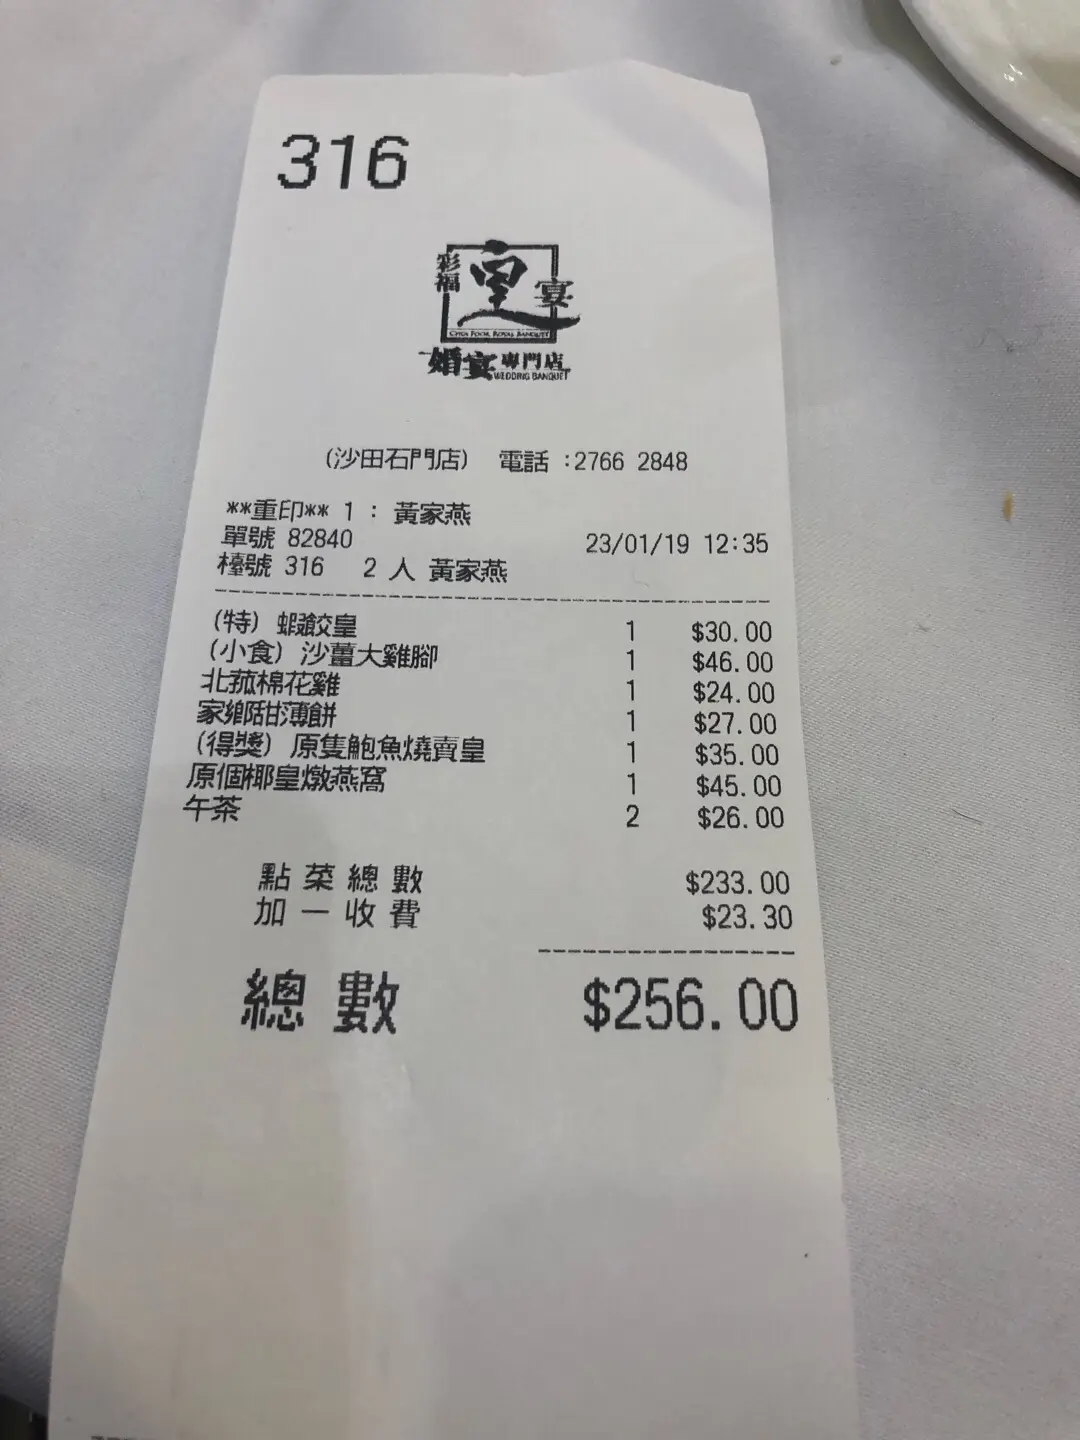 316
彩福
皇
宴
CHOI FOOK ROYAL BANQUET
婚宴專門店
WEDDING BANQUET
(沙田石門店) 電話 :2766 2848
**重印** 1 : 黃家燕
單號 82840 23/01/19 12:35
檯號 316 2 人 黃家燕
(特) 蝦餃皇 1 $30.00
(小食) 沙薑大雞腳 1 $46.00
北菰棉花雞 1 $24.00
家鄉甜薄餅 1 $27.00
(得獎) 原隻鮑魚燒賣皇 1 $35.00
原個椰皇燉燕窩 1 $45.00
午茶 2 $26.00
點菜總數 $233.00
加一收費 $23.30
總數 $256.00